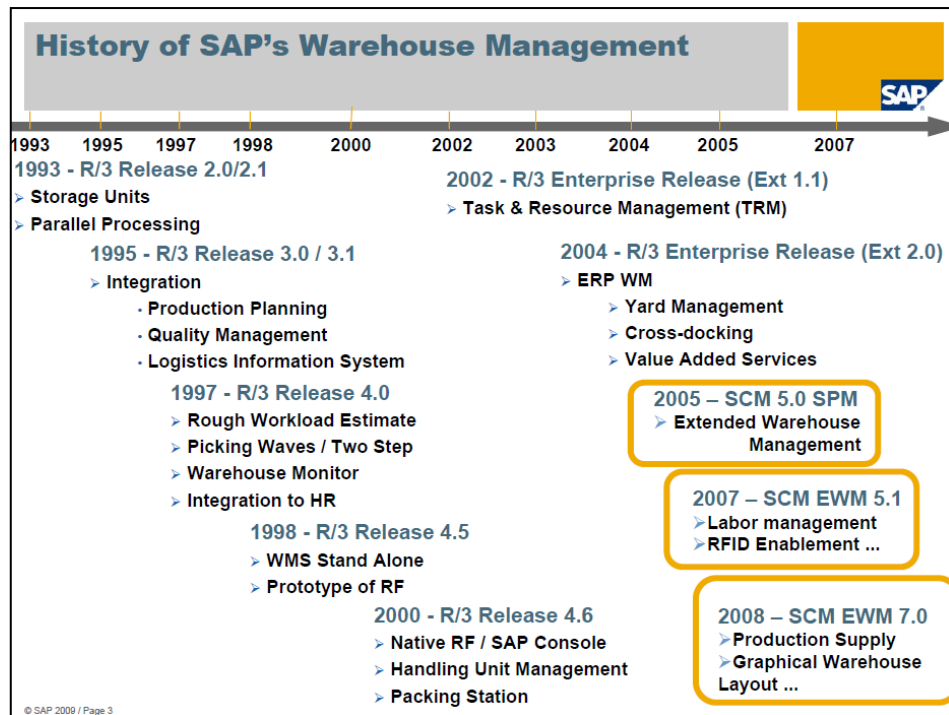 History of SAP's Warehouse Management
SAP
1993 1995 1997 1998 2000 2002 2003 2004 2005 2007
1993 - R/3 Release 2.0/2.1
Storage Units
Parallel Processing
1995 - R/3 Release 3.0 / 3.1
Integration
Production Planning
Quality Management
Logistics Information System
1997 - R/3 Release 4.0
Rough Workload Estimate
Picking Waves / Two Step
Warehouse Monitor
Integration to HR
1998 - R/3 Release 4.5
WMS Stand Alone
Prototype of RF
2000 - R/3 Release 4.6
Native RF / SAP Console
Handling Unit Management
Packing Station
2002 - R/3 Enterprise Release (Ext 1.1)
Task & Resource Management (TRM)
2004 - R/3 Enterprise Release (Ext 2.0)
ERP WM
Yard Management
Cross-docking
Value Added Services
2005 – SCM 5.0 SPM
Extended Warehouse
Management
2007 – SCM EWM 5.1
Labor management
RFID Enablement ...
2008 – SCM EWM 7.0
Production Supply
Graphical Warehouse
Layout ...
© SAP 2009 / Page 3